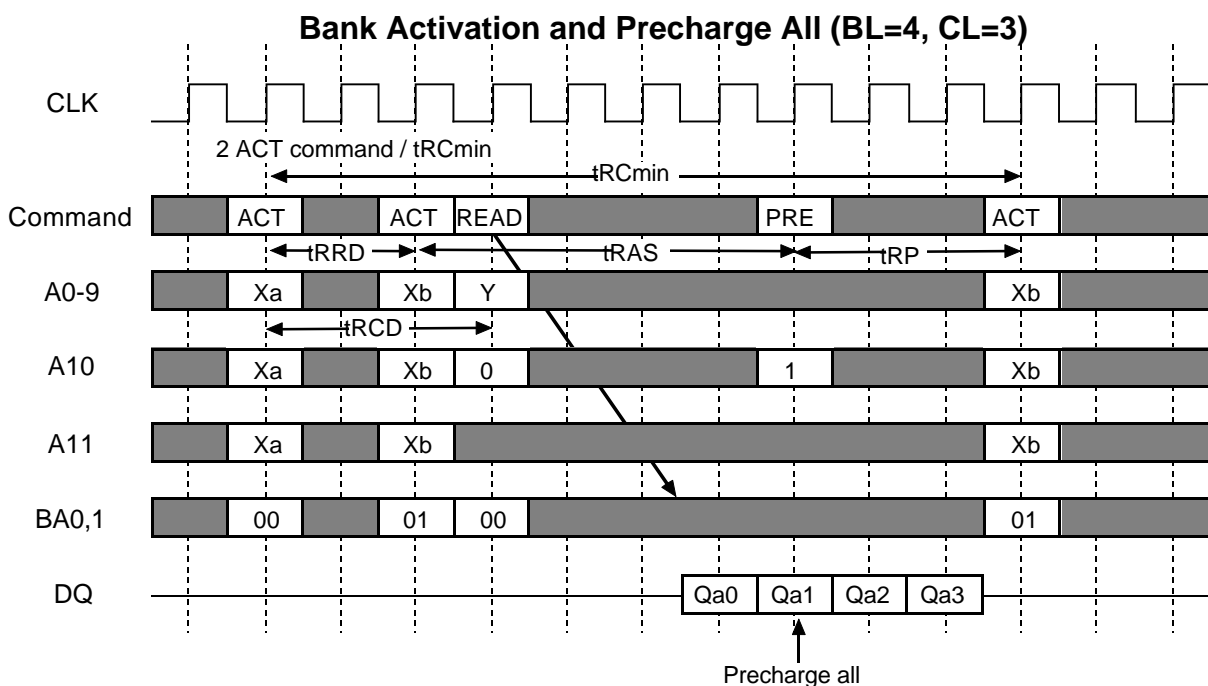 Bank Activation and Precharge All (BL=4, CL=3)
CLK
2 ACT command / tRCmin
tRCmin
Command ACT ACT READ PRE ACT
tRRD tRAS tRP
A0-9 Xa Xb Y Xb
tRCD
A10 Xa Xb 0 1 Xb
A11 Xa Xb Xb
BA0,1 00 01 00 01
DQ Qa0 Qa1 Qa2 Qa3
Precharge all